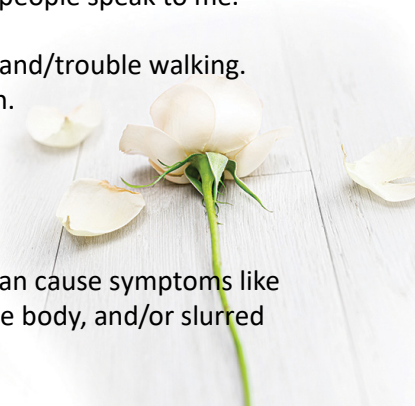 people speak to me.
and/trouble walking.
an cause symptoms like
e body, and/or slurred